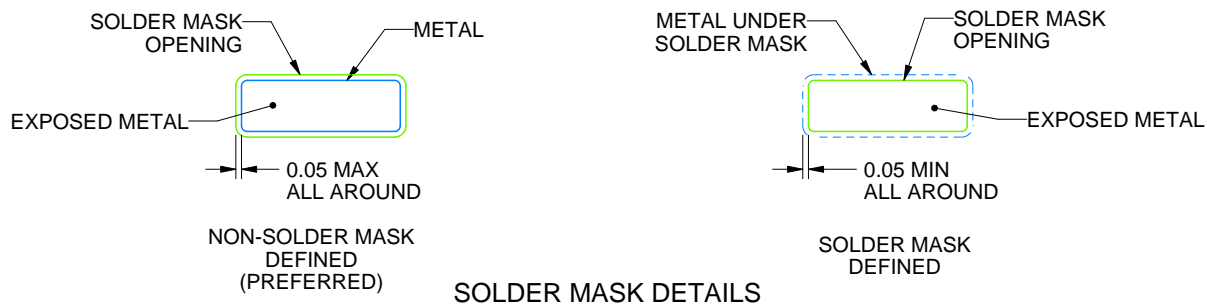 SOLDER MASK
OPENING
METAL
EXPOSED METAL
0.05 MAX
ALL AROUND
NON-SOLDER MASK
DEFINED
(PREFERRED)
METAL UNDER
SOLDER MASK
SOLDER MASK
OPENING
EXPOSED METAL
0.05 MIN
ALL AROUND
SOLDER MASK
DEFINED
SOLDER MASK DETAILS